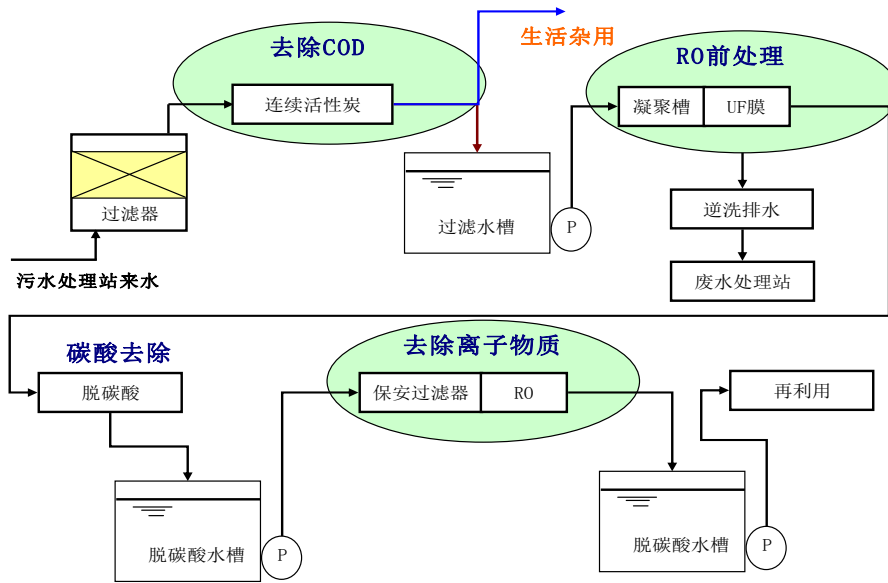 生活杂用
去除COD
RO前处理
连续活性炭
凝聚槽
UF膜
过滤器
过滤水槽
P
逆洗排水
污水处理站来水
废水处理站
碳酸去除
去除离子物质
脱碳酸
保安过滤器
RO
再利用
脱碳酸水槽
P
脱碳酸水槽
P